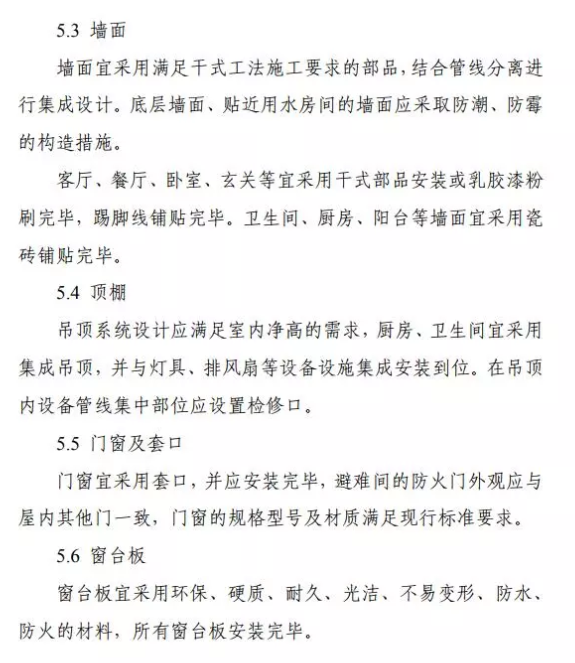 5.3 墙面
墙面宜采用满足干式工法施工要求的部品,结合管线分离进
行集成设计。底层墙面、贴近用水房间的墙面应采取防潮、防霉
的构造措施。
客厅、餐厅、卧室、玄关等宜采用干式部品安装或乳胶漆粉
刷完毕，踢脚线铺贴完毕。卫生间、厨房、阳台等墙面宜采用瓷
砖铺贴完毕。
5.4 顶棚
吊顶系统设计应满足室内净高的需求，厨房、卫生间宜采用
集成吊顶，并与灯具、排风扇等设备设施集成安装到位。在吊顶
内设备管线集中部位应设置检修口。
5.5 门窗及套口
门窗宜采用套口,并应安装完毕，避难间的防火门外观应与
屋内其他门一致，门窗的规格型号及材质满足现行标准要求。
5.6 窗台板
窗台板宜采用环保、硬质、耐久、光洁、不易变形、防水、
防火的材料，所有窗台板安装完毕。